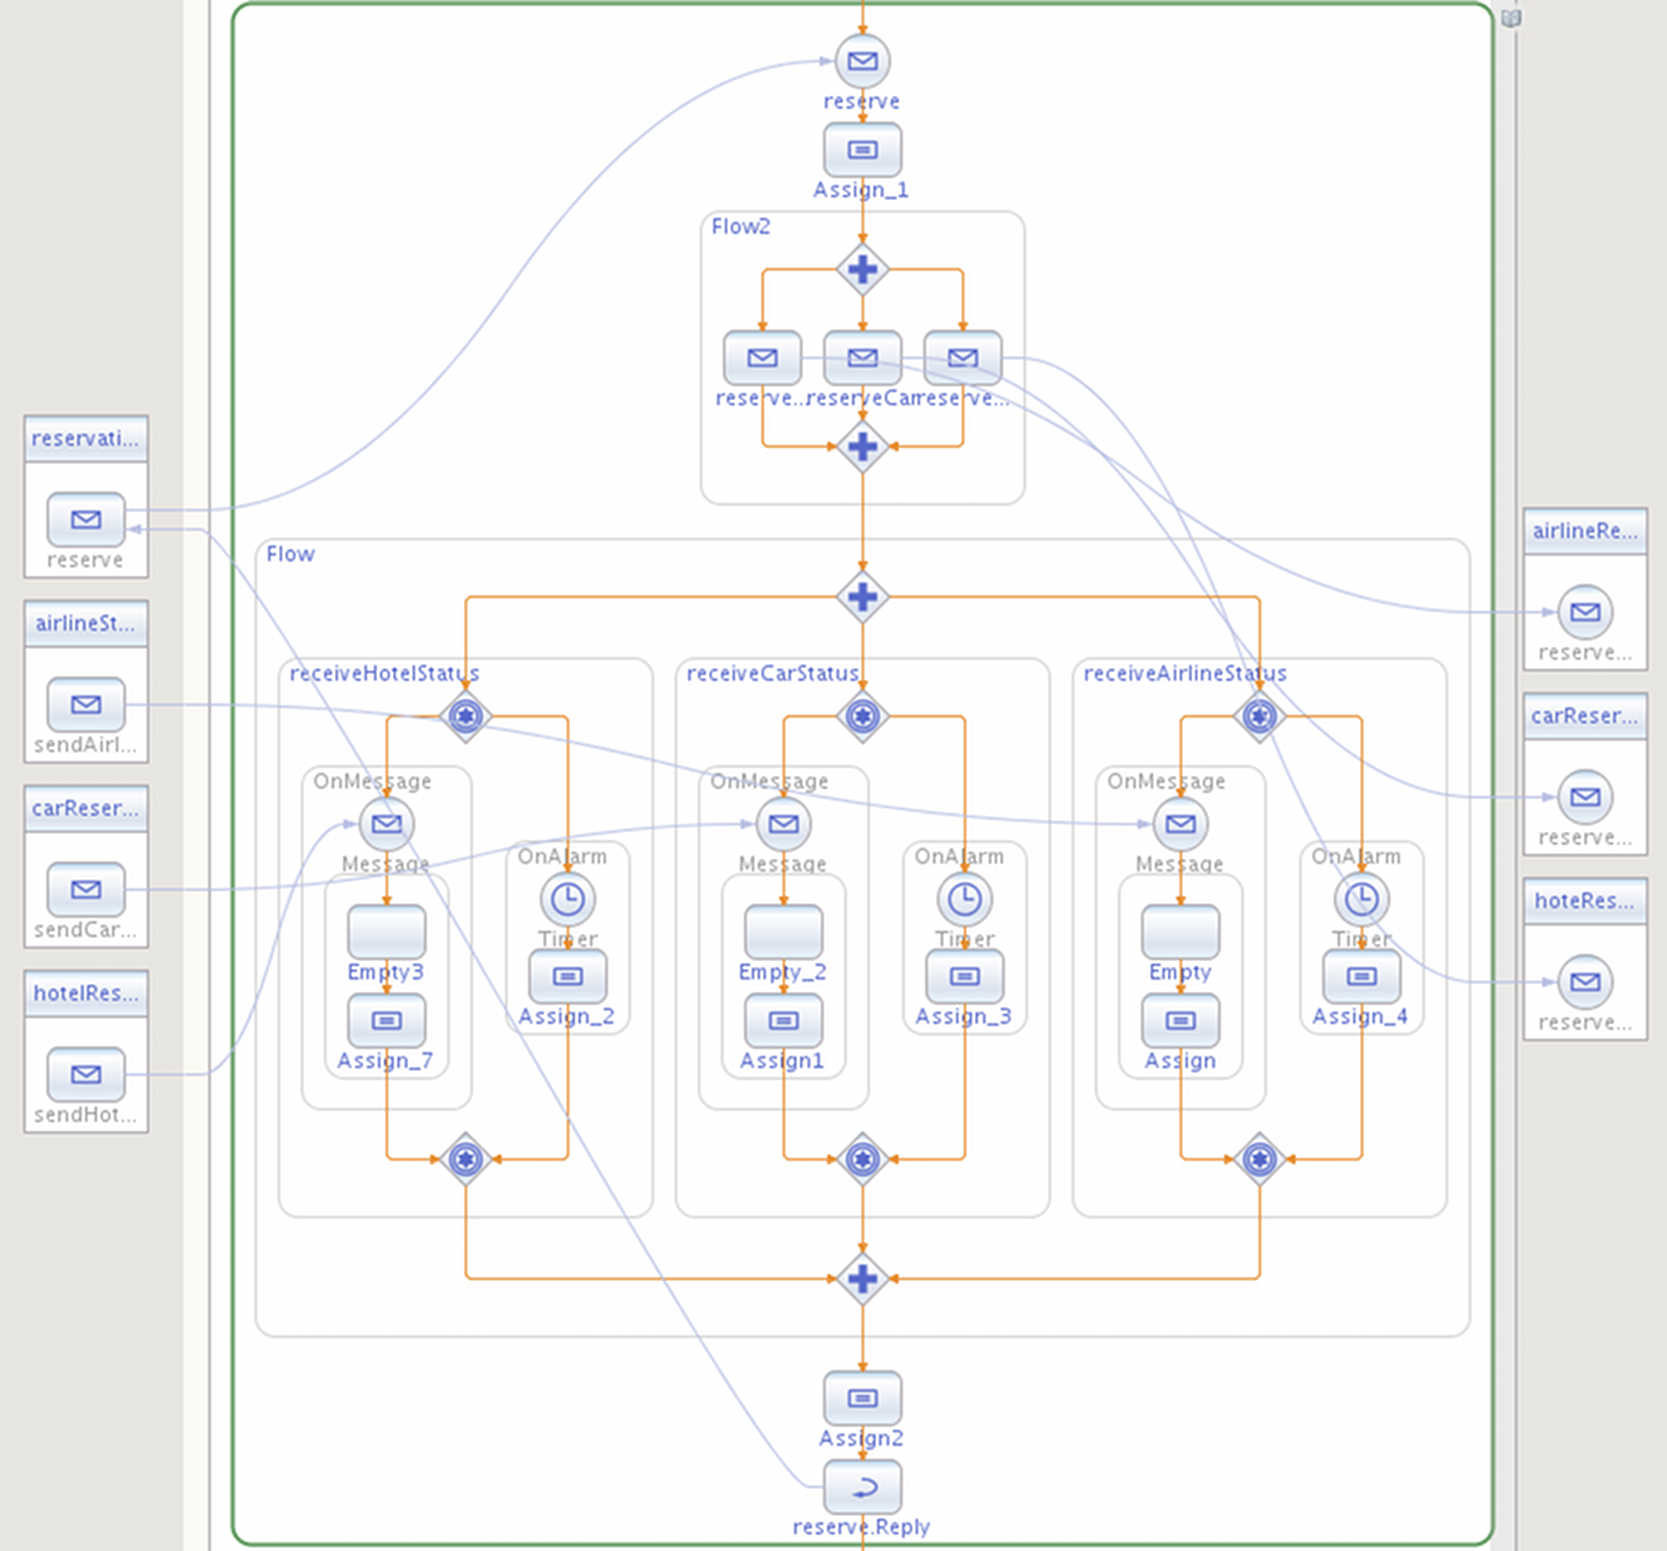 reserve
Assign_1
Flow2
reserve...
reserveCar
reserve...
reservati...
reserve
airlineSt...
sendAirl...
carReser...
sendCar...
hotelRes...
sendHot...
Flow
receiveHotelStatus
OnMessage
Message
Empty3
Assign_7
OnAlarm
Timer
Assign_2
receiveCarStatus
OnMessage
Message
Empty_2
Assign1
OnAlarm
Timer
Assign_3
receiveAirlineStatus
OnMessage
Message
Empty
Assign
OnAlarm
Timer
Assign_4
airlineRe...
reserve...
carReser...
reserve...
hoteRes...
reserve...
Assign2
reserve.Reply